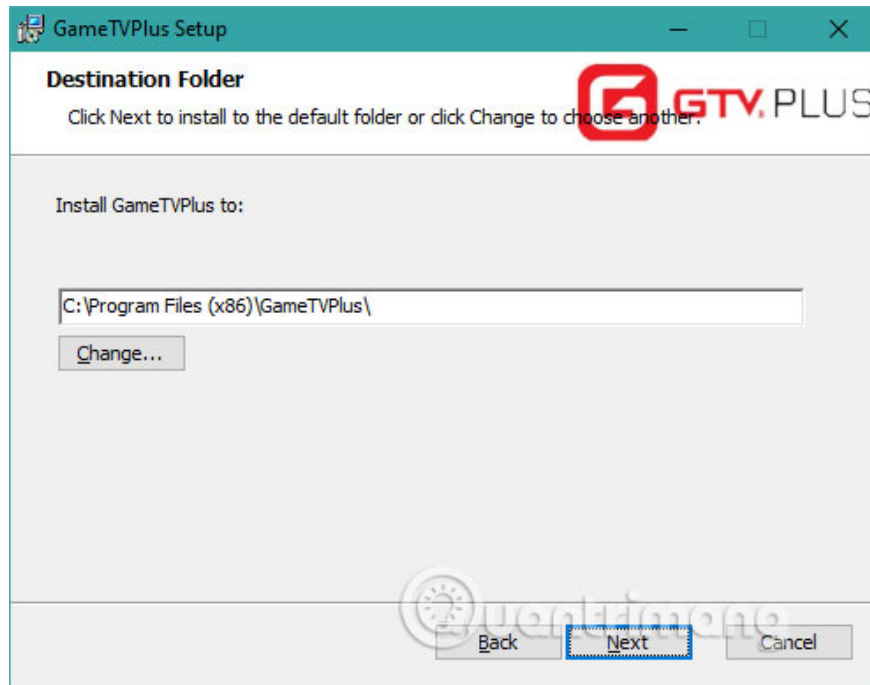 GameTVPlus Setup
Destination Folder
Click Next to install to the default folder or click Change to choose another.
GTV PLUS
Install GameTVPlus to:
C:\Program Files (x86)\GameTVPlus\
Change...
Quantrimang
Back Next Cancel